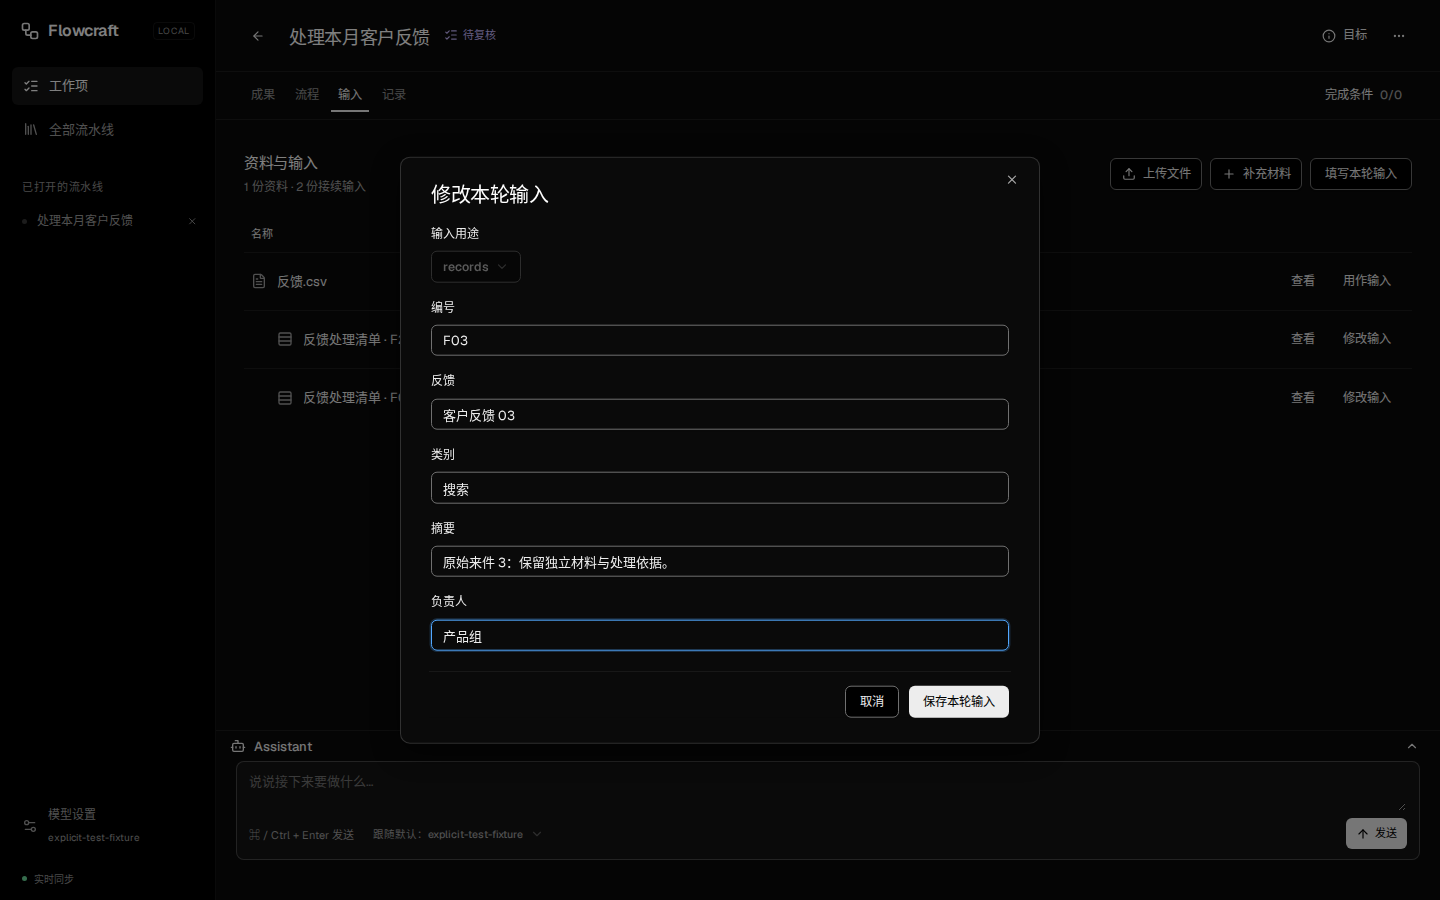 Flowcraft
LOCAL
工作项
全部流水线
已打开的流水线
处理本月客户反馈
处理本月客户反馈
待复核
目标
成果
流程
输入
记录
完成条件 0/0
资料与输入
1 份资料 · 2 份接续输入
上传文件
补充材料
填写本轮输入
名称
反馈.csv
查看
用作输入
反馈处理清单 · F
查看
修改输入
反馈处理清单 · F
查看
修改输入
修改本轮输入
输入用途
records
编号
F03
反馈
客户反馈 03
类别
搜索
摘要
原始来件 3：保留独立材料与处理依据。
负责人
产品组
取消
保存本轮输入
Assistant
说说接下来要做什么...
⌘ / Ctrl + Enter 发送
跟随默认：explicit-test-fixture
发送
模型设置
explicit-test-fixture
实时同步